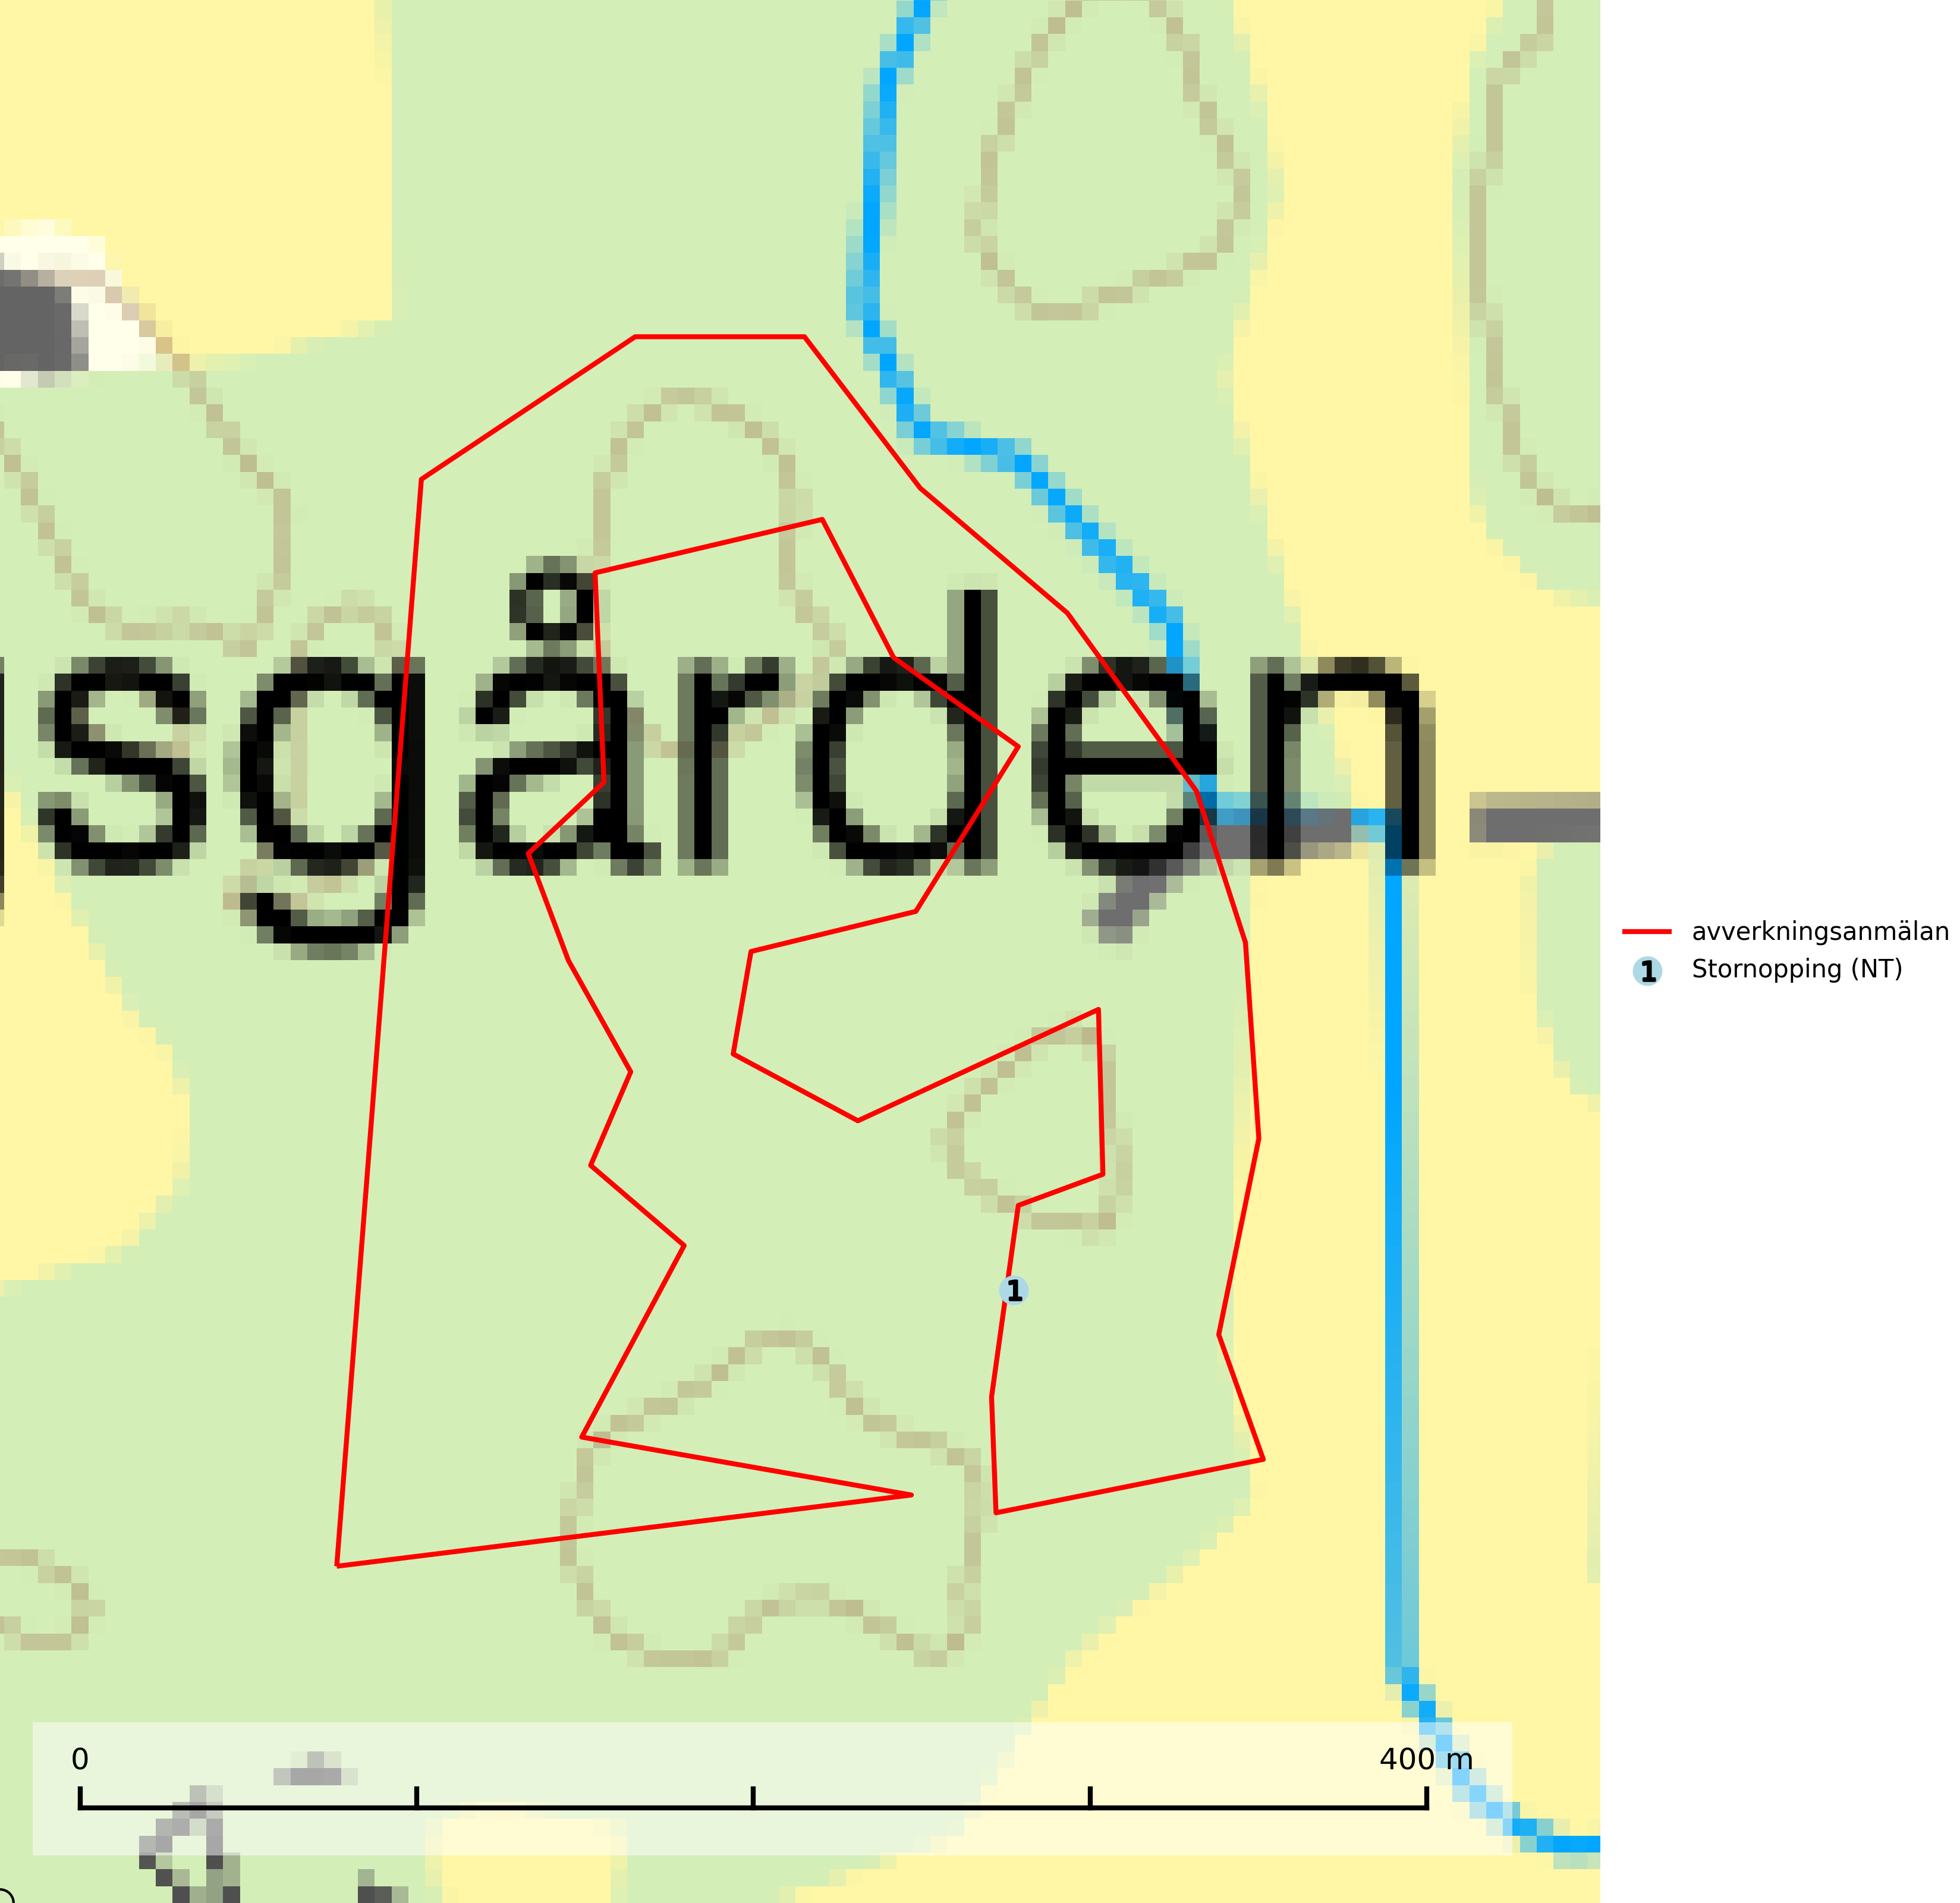 sgården
avverkningsanmälan
1 Stornopping (NT)
1
0 400 m